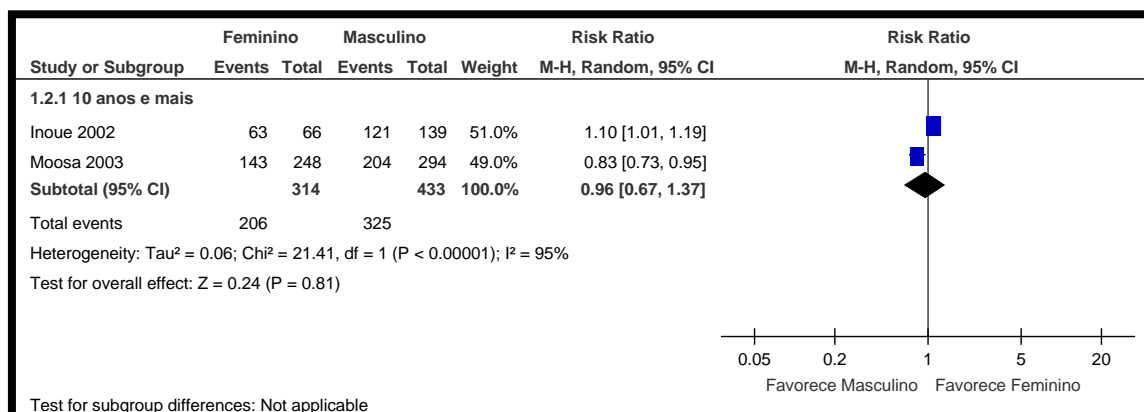 Feminino Masculino Risk Ratio Risk Ratio
Study or Subgroup Events Total Events Total Weight M-H, Random, 95% CI M-H, Random, 95% CI
1.2.1 10 anos e mais
Inoue 2002 63 66 121 139 51.0% 1.10 [1.01, 1.19]
Moosa 2003 143 248 204 294 49.0% 0.83 [0.73, 0.95]
Subtotal (95% CI) 314 433 100.0% 0.96 [0.67, 1.37]
Total events 206 325
Heterogeneity: Tau² = 0.06; Chi² = 21.41, df = 1 (P < 0.00001); I² = 95%
Test for overall effect: Z = 0.24 (P = 0.81)
0.05 0.2 1 5 20
Favorece Masculino Favorece Feminino
Test for subgroup differences: Not applicable